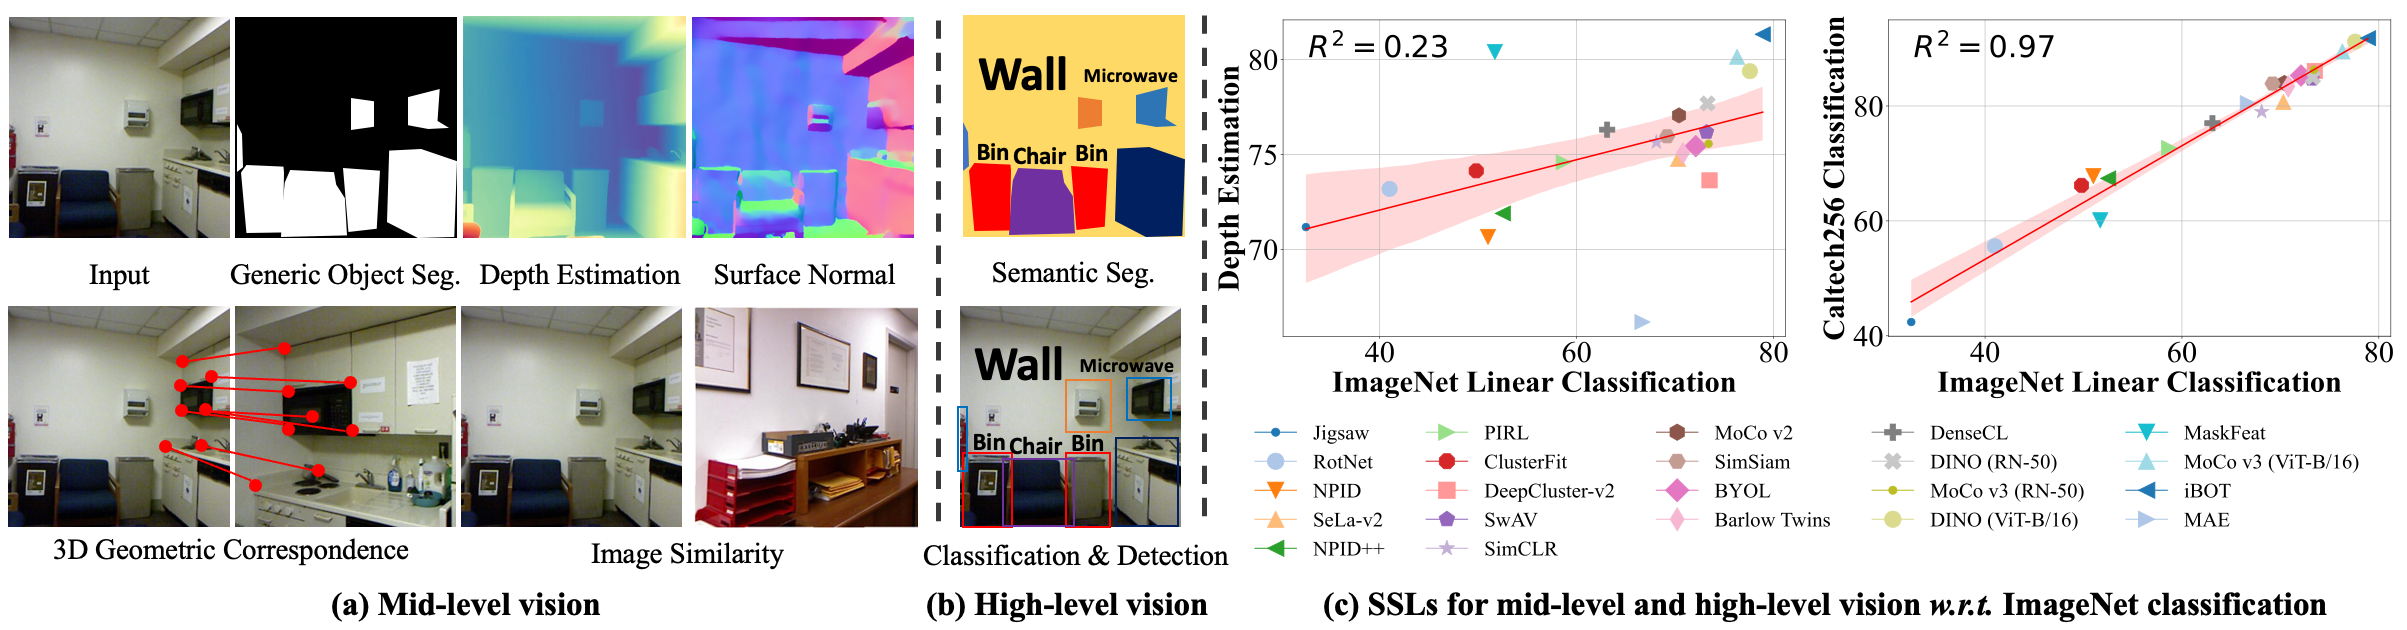 Input
Generic Object Seg.
Depth Estimation
Surface Normal
3D Geometric Correspondence
Image Similarity
(a) Mid-level vision
Wall
Microwave
Bin
Chair
Bin
Semantic Seg.
Wall
Microwave
Bin
Chair
Bin
Classification & Detection
(b) High-level vision
R² = 0.23
Depth Estimation
80
75
70
40
60
80
ImageNet Linear Classification
R² = 0.97
Caltech256 Classification
80
60
40
40
60
80
ImageNet Linear Classification
Jigsaw
RotNet
NPID
SeLa-v2
NPID++
PIRL
ClusterFit
DeepCluster-v2
SwAV
SimCLR
MoCo v2
SimSiam
BYOL
Barlow Twins
DenseCL
DINO (RN-50)
MoCo v3 (RN-50)
DINO (ViT-B/16)
MaskFeat
MoCo v3 (ViT-B/16)
iBOT
MAE
(c) SSLs for mid-level and high-level vision w.r.t. ImageNet classification